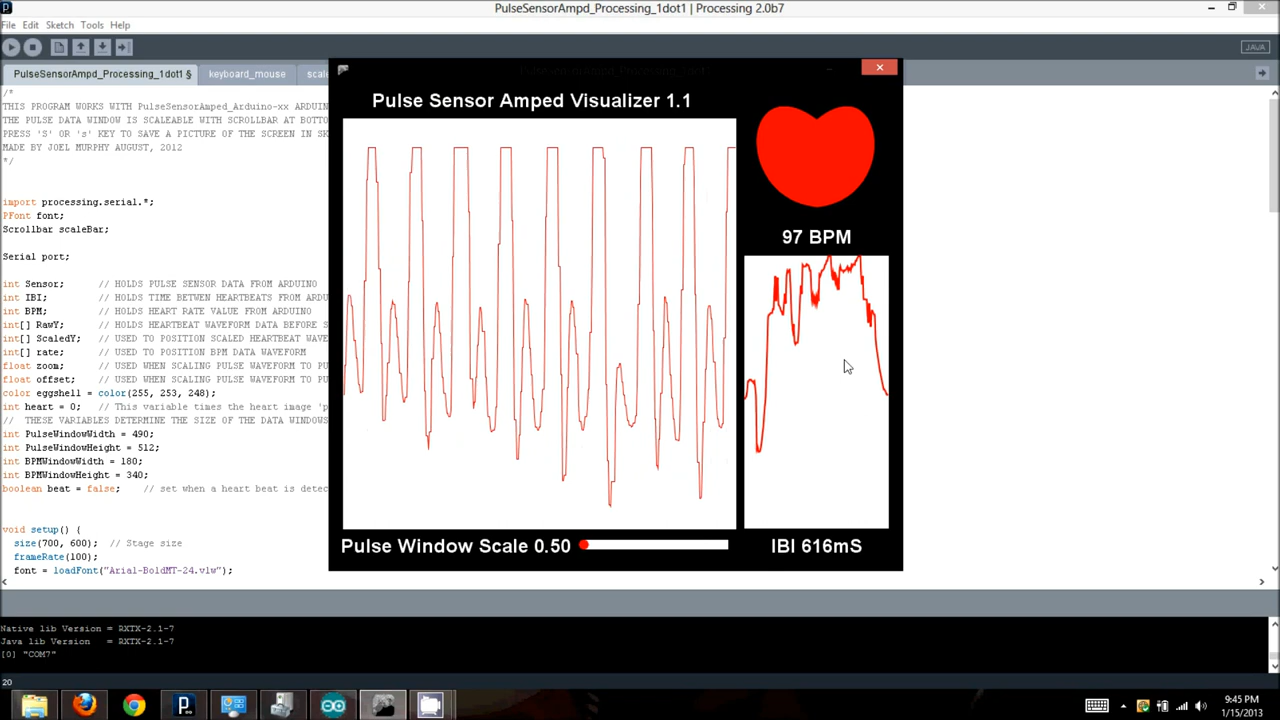 PulseSensorAmpd_Processing_1dot1 | Processing 2.0b7
File Edit Sketch Tools Help
JAVA
PulseSensorAmpd_Processing_1dot1 § keyboard_mouse
/*
THIS PROGRAM WORKS WITH PulseSensorAmped_Arduino-xx
THE PULSE DATA WINDOW IS SCALEABLE WITH SCROLLBAR AT
PRESS 'S' OR 's' KEY TO SAVE A PICTURE OF THE SCREEN IN
MADE BY JOEL MURPHY AUGUST, 2012
*/
import processing.serial.*;
PFont font;
Scrollbar scaleBar;
Serial port;
int Sensor; // HOLDS PULSE SENSOR DATA FROM ARDUINO
int IBI; // HOLDS TIME BETWEN HEARTBEATS FROM
int BPM; // HOLDS HEART RATE VALUE FROM ARDUINO
int[] RawY; // HOLDS HEARTBEAT WAVEFORM DATA BEFORE
int[] ScaledY; // USED TO POSITION SCALED HEARTBEAT
int[] rate; // USED TO POSITION BPM DATA WAVEFORM
float zoom; // USED WHEN SCALING PULSE WAVEFORM TO
float offset; // USED WHEN SCALING PULSE WAVEFORM TO
color eggshell = color(255, 253, 248);
int heart = 0; // This variable times the heart image
// THESE VARIABLES DETERMINE THE SIZE OF THE DATA WINDOWS
int PulseWindowWidth = 490;
int PulseWindowHeight = 512;
int BPMWindowWidth = 180;
int BPMWindowHeight = 340;
boolean beat = false; // set when a heart beat is
void setup() {
size(700, 600); // Stage size
frameRate(100);
font = loadFont("Arial-BoldMT-24.vlw");
Pulse Sensor Amped Visualizer 1.1
97 BPM
Pulse Window Scale 0.50
IBI 616mS
Native lib Version = RXTX-2.1-7
Java lib Version = RXTX-2.1-7
[0] "COM7"
20
9:45 PM
1/15/2013